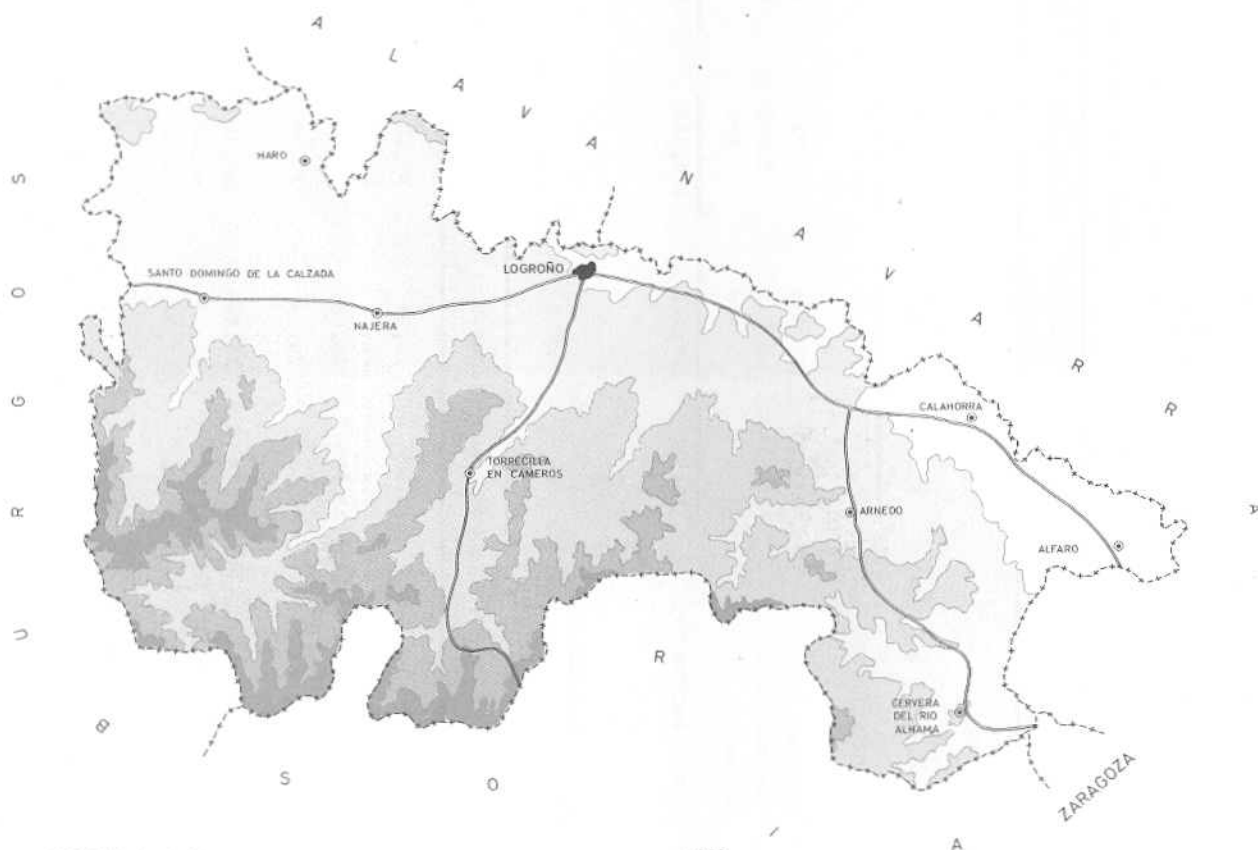 ALAVA
NAVARRA
BURGOS
SORIA
ZARAGOZA
HARO
LOGROÑO
SANTO DOMINGO DE LA CALZADA
NAJERA
CALAHORRA
TORRECILLA
EN CAMEROS
ARNEDO
ALFARO
CERVERA
DEL RIO
ALHAMA